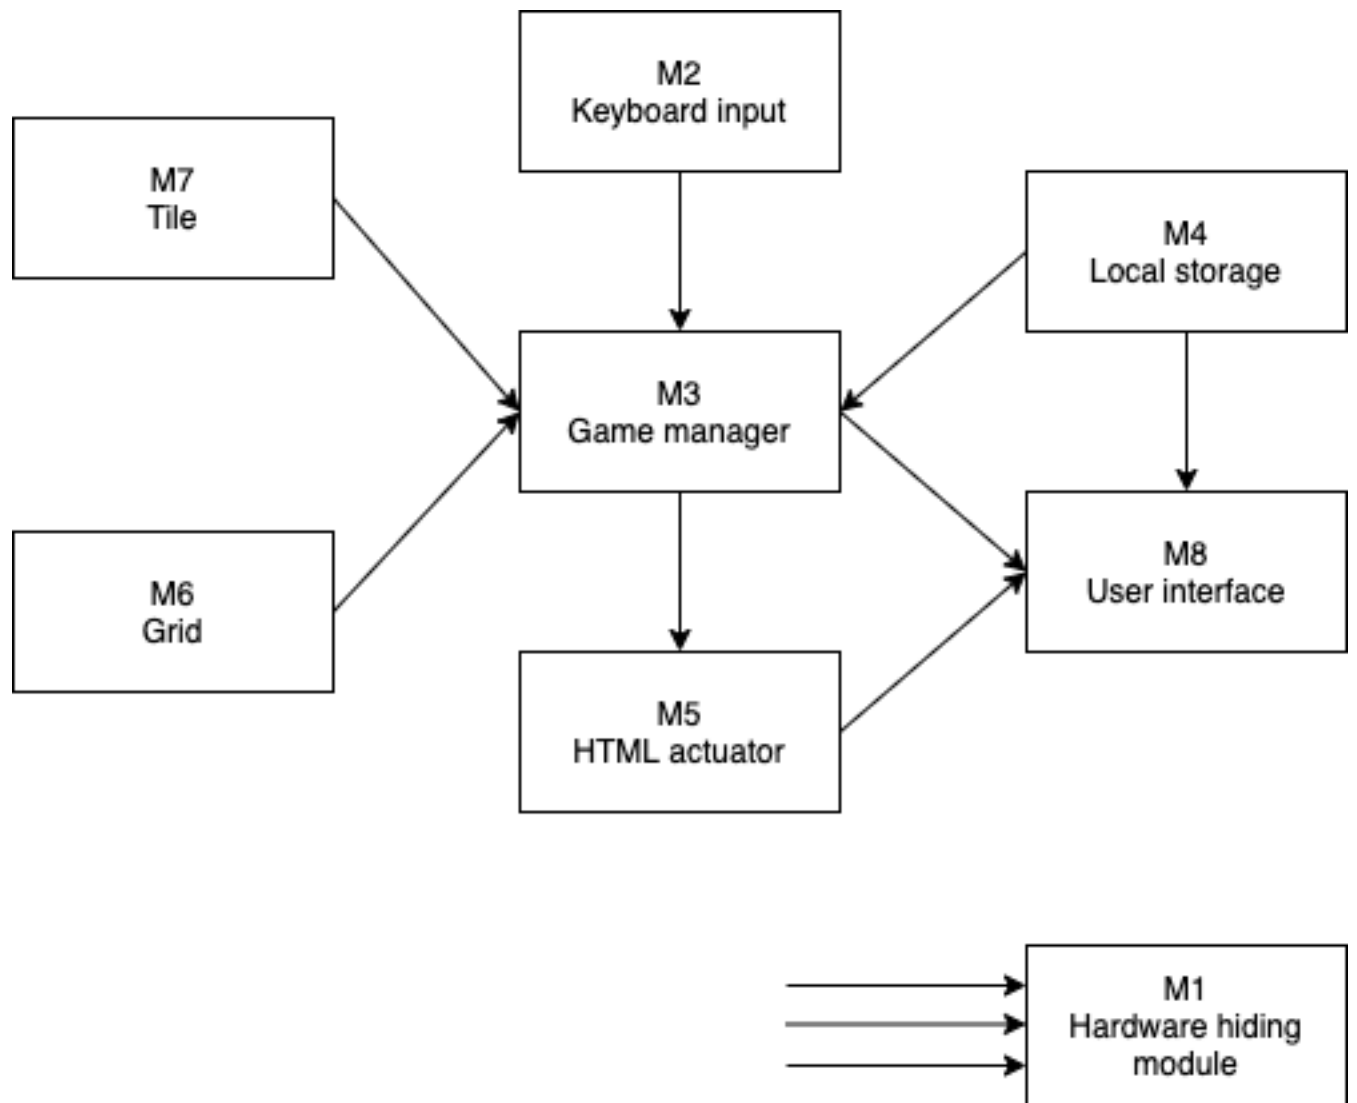 M2
Keyboard input
M7
Tile
M4
Local storage
M3
Game manager
M6
Grid
M8
User interface
M5
HTML actuator
M1
Hardware hiding
module